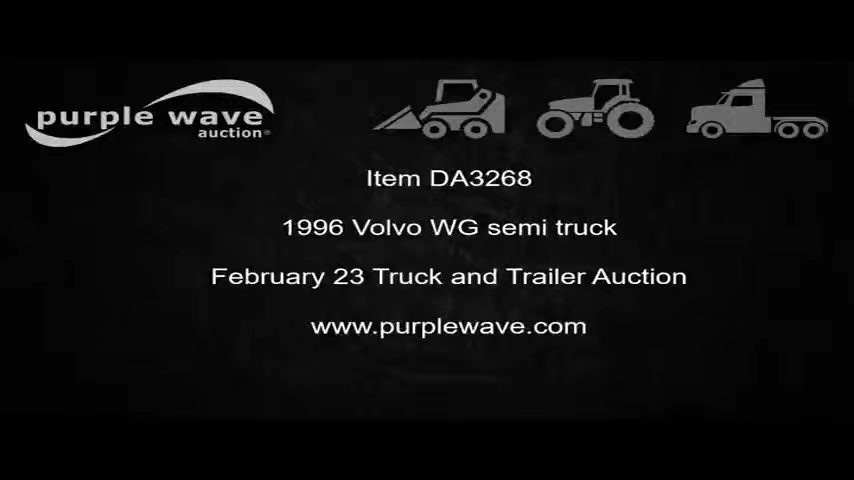 purple wave
auction®
Item DA3268
1996 Volvo WG semi truck
February 23 Truck and Trailer Auction
www.purplewave.com